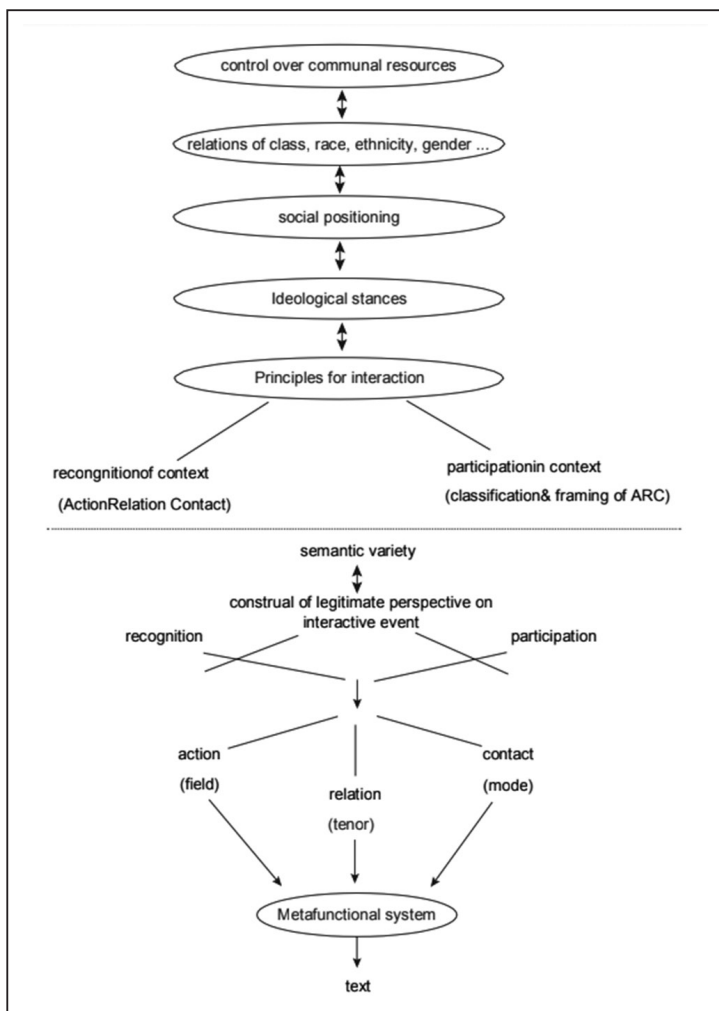 control over communal resources
relations of class, race, ethnicity, gender ...
social positioning
Ideological stances
Principles for interaction
recongnitionof context
(ActionRelation Contact)
participationin context
(classification& framing of ARC)
semantic variety
construal of legitimate perspective on
interactive event
recognition
participation
action
(field)
relation
(tenor)
contact
(mode)
Metafunctional system
text